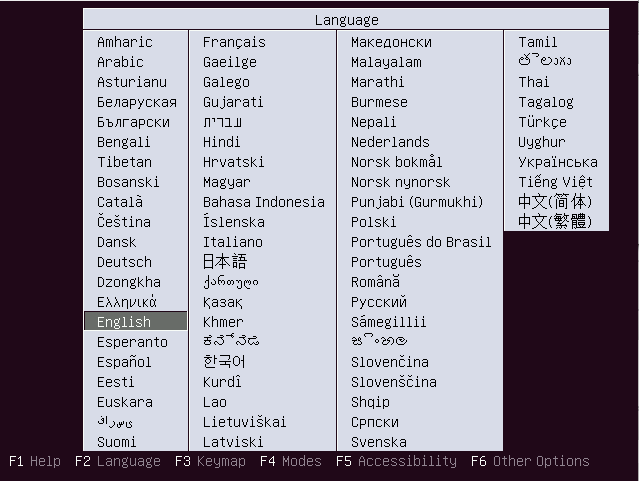 Language
Amharic
Arabic
Asturianu
Беларуская
Български
Bengali
Tibetan
Bosanski
Català
Čeština
Dansk
Deutsch
Dzongkha
Ελληνικά
English
Esperanto
Español
Eesti
Euskara
Suomi
Français
Gaeilge
Galego
Gujarati
עברית
Hindi
Hrvatski
Magyar
Bahasa Indonesia
Íslenska
Italiano
日本語
ქართული
Қазақ
Khmer
ಕನ್ನಡ
한국어
Kurdî
Lao
Lietuviškai
Latviski
Македонски
Malayalam
Marathi
Burmese
Nepali
Nederlands
Norsk bokmål
Norsk nynorsk
Punjabi (Gurmukhi)
Polski
Português do Brasil
Português
Română
Русский
Sámegillii
සිංහල
Slovenčina
Slovenščina
Shqip
Српски
Svenska
Tamil
తెలుగు
Thai
Tagalog
Türkçe
Uyghur
Українська
Tiếng Việt
中文(简体)
中文(繁體)
F1 Help F2 Language F3 Keymap F4 Modes F5 Accessibility F6 Other Options